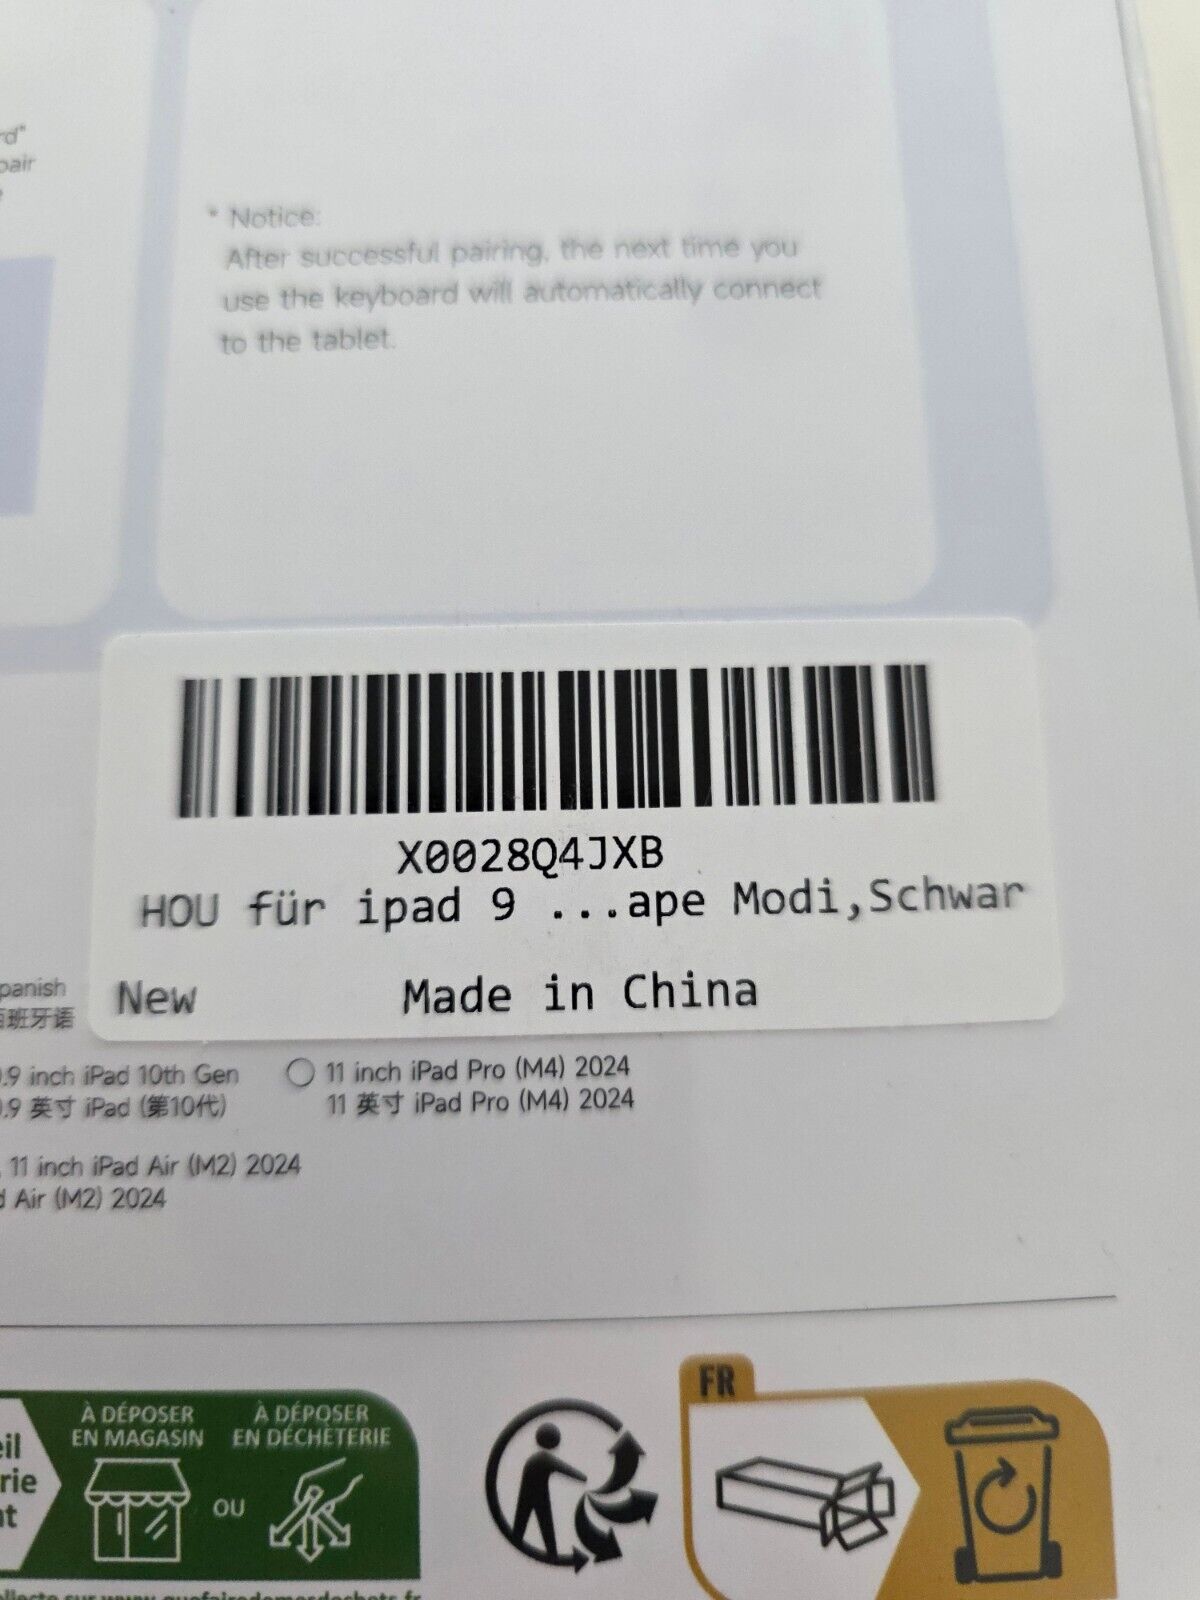 pair
* Notice:
After successful pairing, the next time you
use the keyboard will automatically connect
to the tablet.
X0028Q4JXB
HOU für ipad 9 ...ape Modi,Schwar
New Made in China
panish
班牙语
.9 inch iPad 10th Gen
.9 英寸 iPad (第10代)
11 inch iPad Pro (M4) 2024
11 英寸 iPad Pro (M4) 2024
11 inch iPad Air (M2) 2024
Air (M2) 2024
À DÉPOSER
EN MAGASIN
OU
À DÉPOSER
EN DÉCHÈTERIE
FR